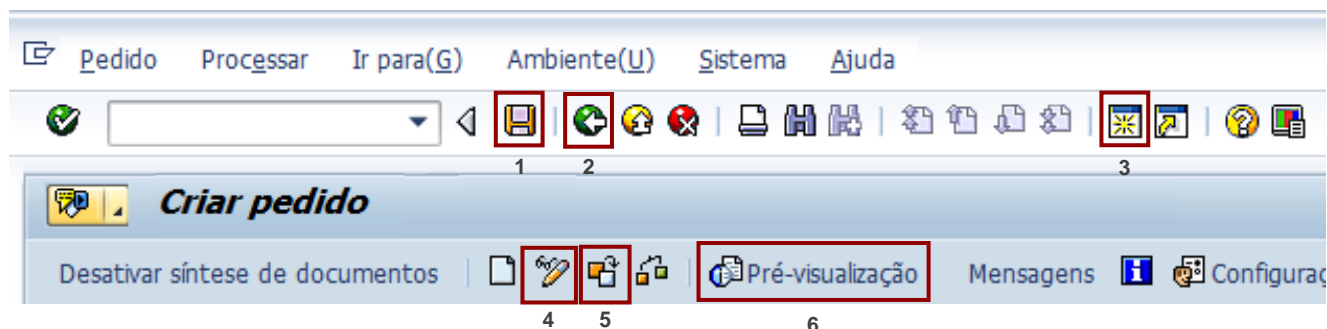 Pedido Processar Ir para(G) Ambiente(U) Sistema Ajuda
1 2 3
Criar pedido
Desativar síntese de documentos Pré-visualização Mensagens Configuraç
4 5 6